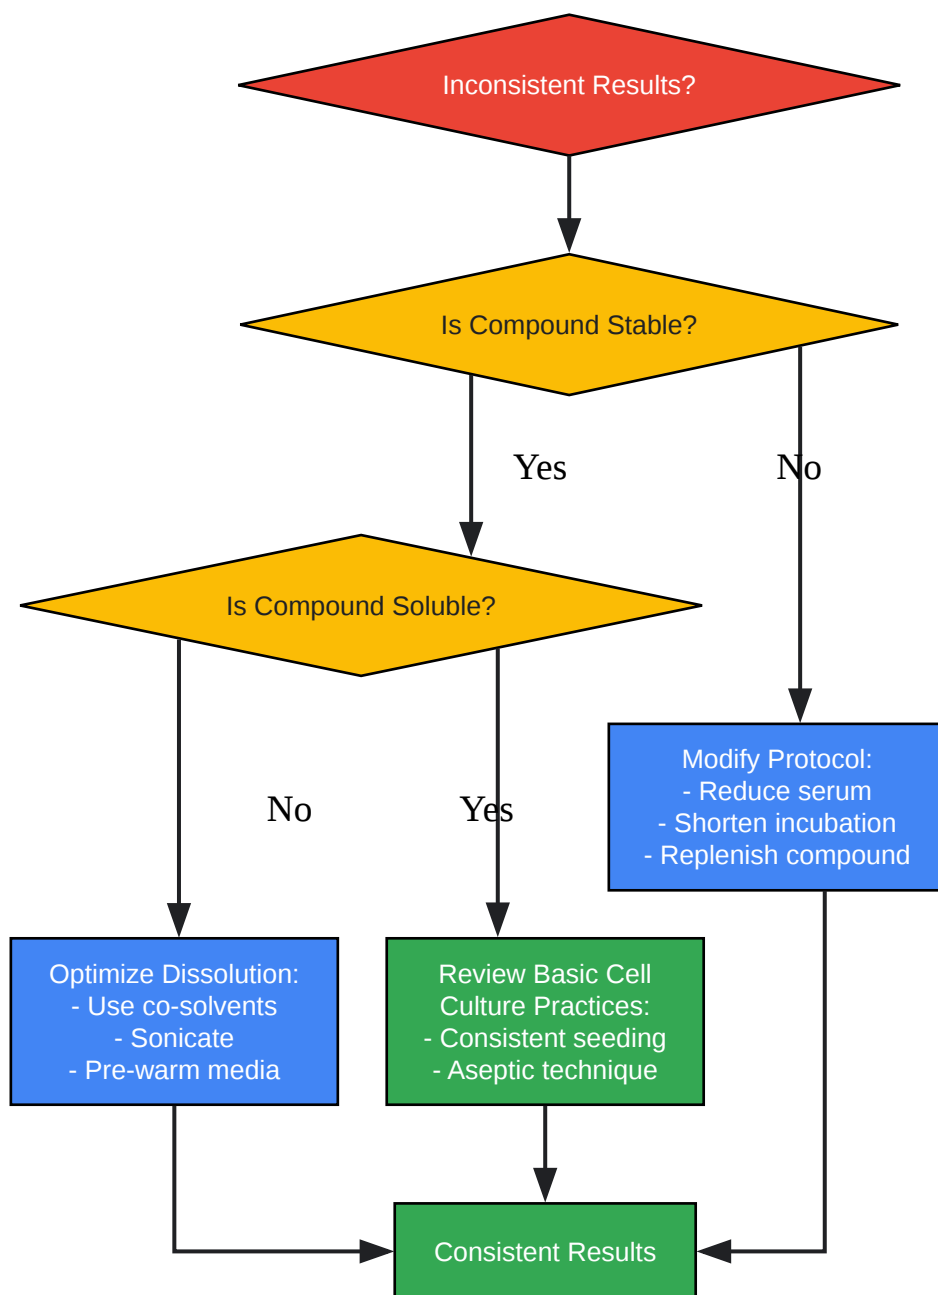 Inconsistent Results?
Is Compound Stable?
Yes
No
Is Compound Soluble?
No
Yes
Modify Protocol:
- Reduce serum
- Shorten incubation
- Replenish compound
Optimize Dissolution:
- Use co-solvents
- Sonicate
- Pre-warm media
Review Basic Cell
Culture Practices:
- Consistent seeding
- Aseptic technique
Consistent Results